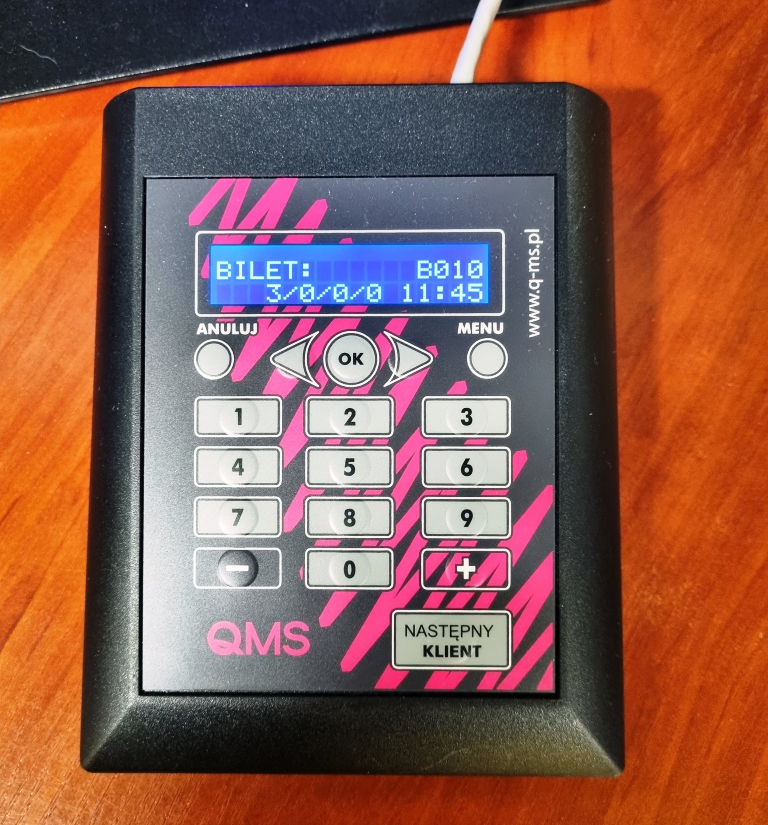 BILET: B010
3/0/0/0 11:45
www.q-ms.pl
ANULUJ MENU
OK
1 2 3
4 5 6
7 8 9
- 0 +
QMS
NASTĘPNY
KLIENT